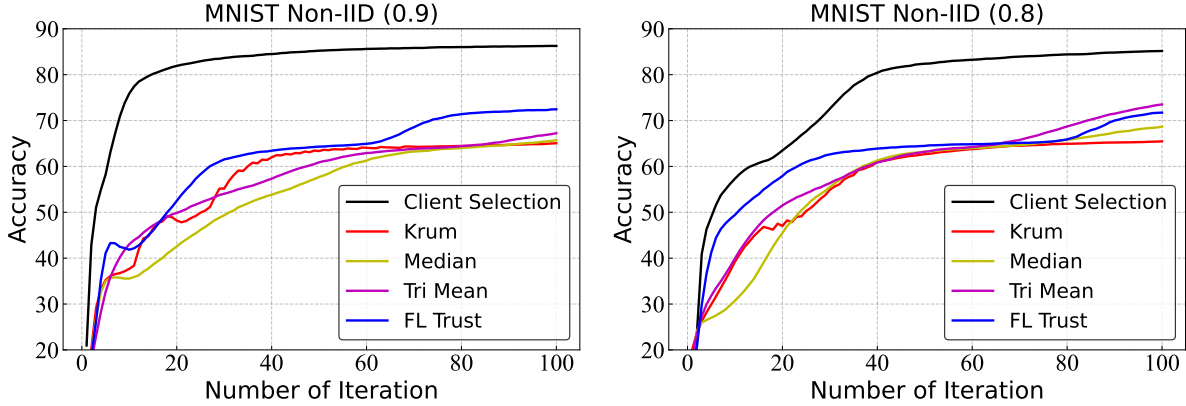 MNIST Non-IID (0.9)
Accuracy
90
80
70
60
50
40
30
20
0
20
40
60
80
100
Number of Iteration
Client Selection
Krum
Median
Tri Mean
FL Trust
MNIST Non-IID (0.8)
Accuracy
90
80
70
60
50
40
30
20
0
20
40
60
80
100
Number of Iteration
Client Selection
Krum
Median
Tri Mean
FL Trust